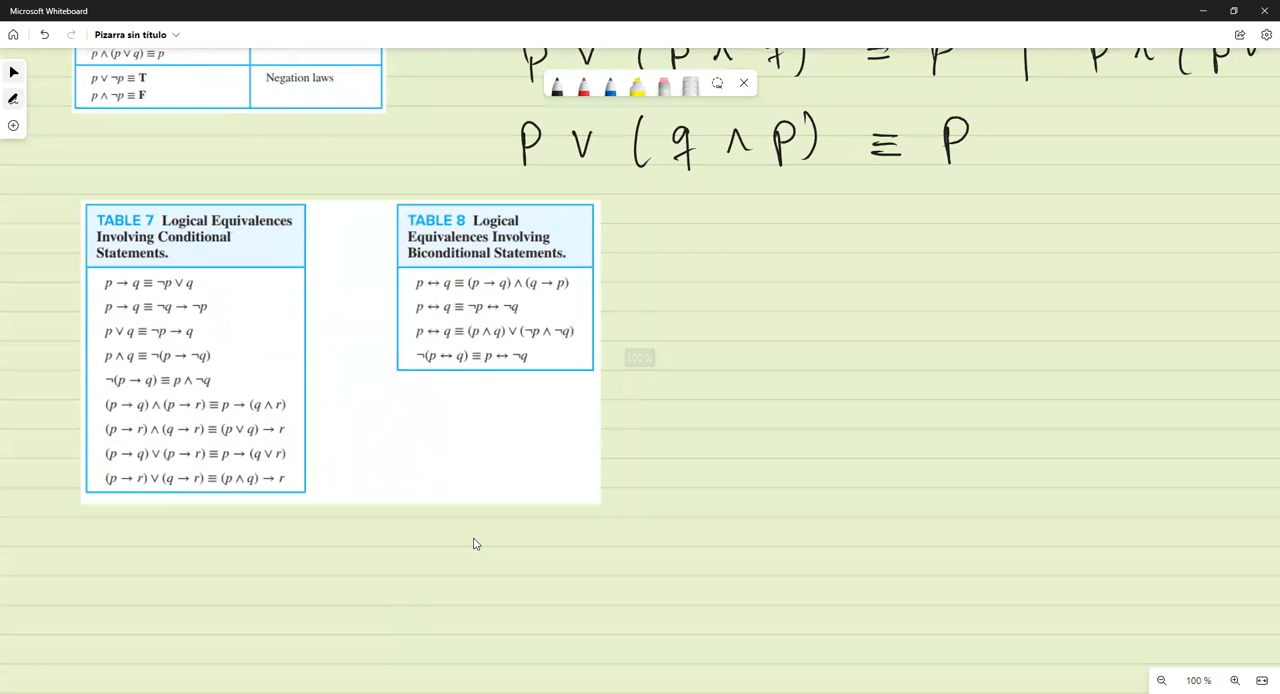 Microsoft Whiteboard
Pizarra sin título
p ∧ (p ∨ q) ≡ p
p ∨ ¬p ≡ T
p ∧ ¬p ≡ F
Negation laws
p ∨ (p ∧ q) ≡ p | p ∧ (p ∨
p ∨ (q ∧ p) ≡ p
TABLE 7 Logical Equivalences
Involving Conditional
Statements.
p → q ≡ ¬p ∨ q
p → q ≡ ¬q → ¬p
p ∨ q ≡ ¬p → q
p ∧ q ≡ ¬(p → ¬q)
¬(p → q) ≡ p ∧ ¬q
(p → q) ∧ (p → r) ≡ p → (q ∧ r)
(p → r) ∧ (q → r) ≡ (p ∨ q) → r
(p → q) ∨ (p → r) ≡ p → (q ∨ r)
(p → r) ∨ (q → r) ≡ (p ∧ q) → r
TABLE 8 Logical
Equivalences Involving
Biconditional Statements.
p ↔ q ≡ (p → q) ∧ (q → p)
p ↔ q ≡ ¬p ↔ ¬q
p ↔ q ≡ (p ∧ q) ∨ (¬p ∧ ¬q)
¬(p ↔ q) ≡ p ↔ ¬q
100 %
100 %